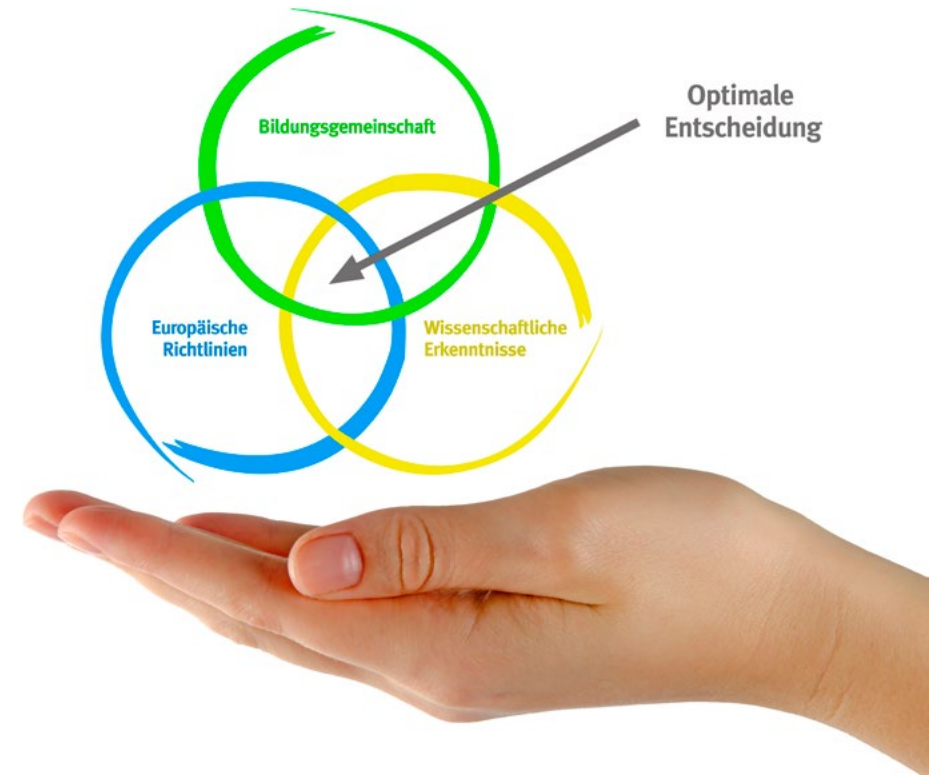 Bildungsgemeinschaft
Optimale
Entscheidung
Europäische
Richtlinien
Wissenschaftliche
Erkenntnisse